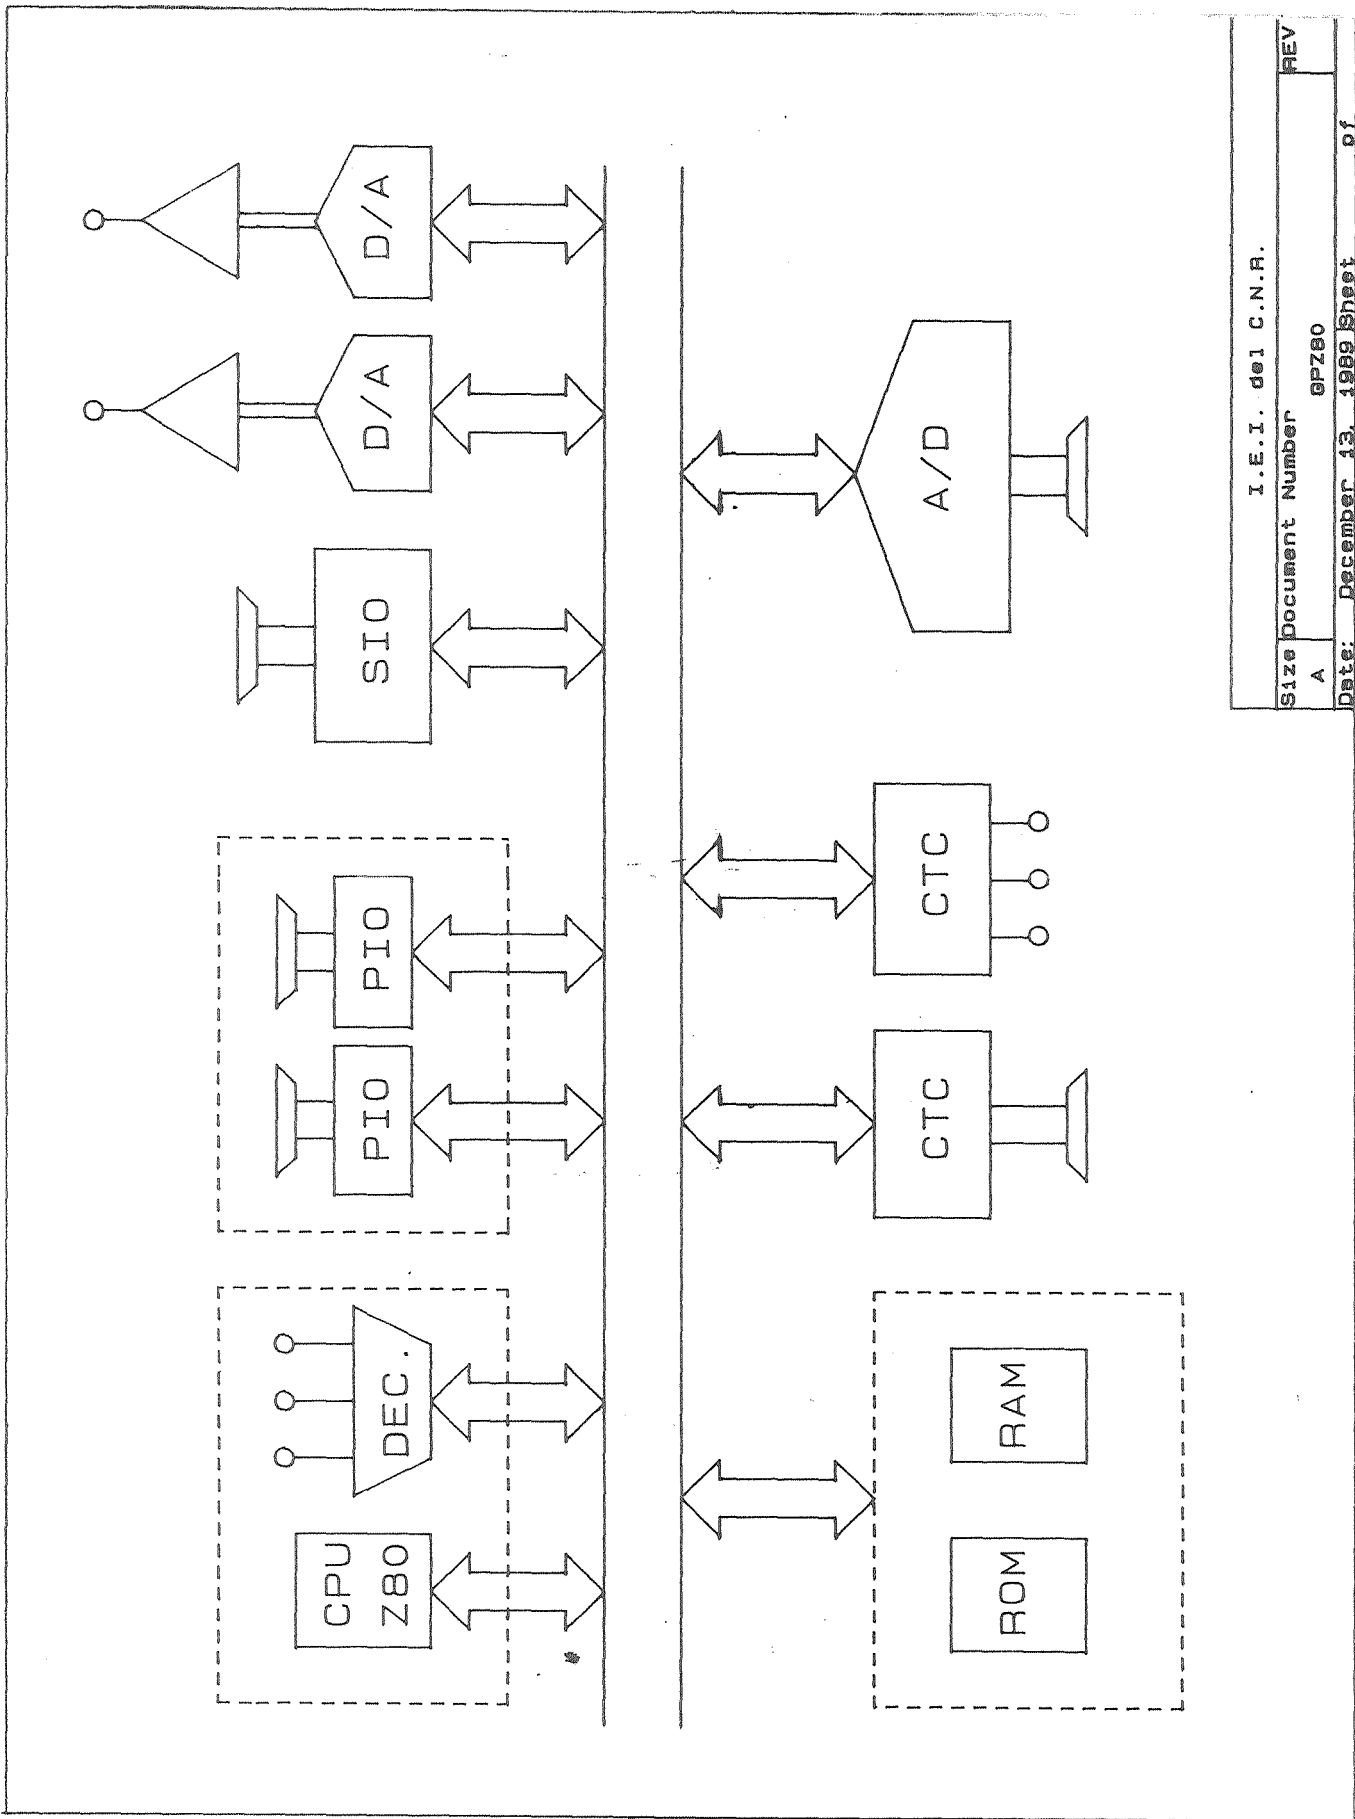 CPU
Z80
DEC.
PIO
PIO
SIO
D/A
D/A
ROM
RAM
CTC
CTC
A/D
I.E.I. del C.N.R.
Size Document Number REV
A GPZ80
Date: December 13, 1989 Sheet of